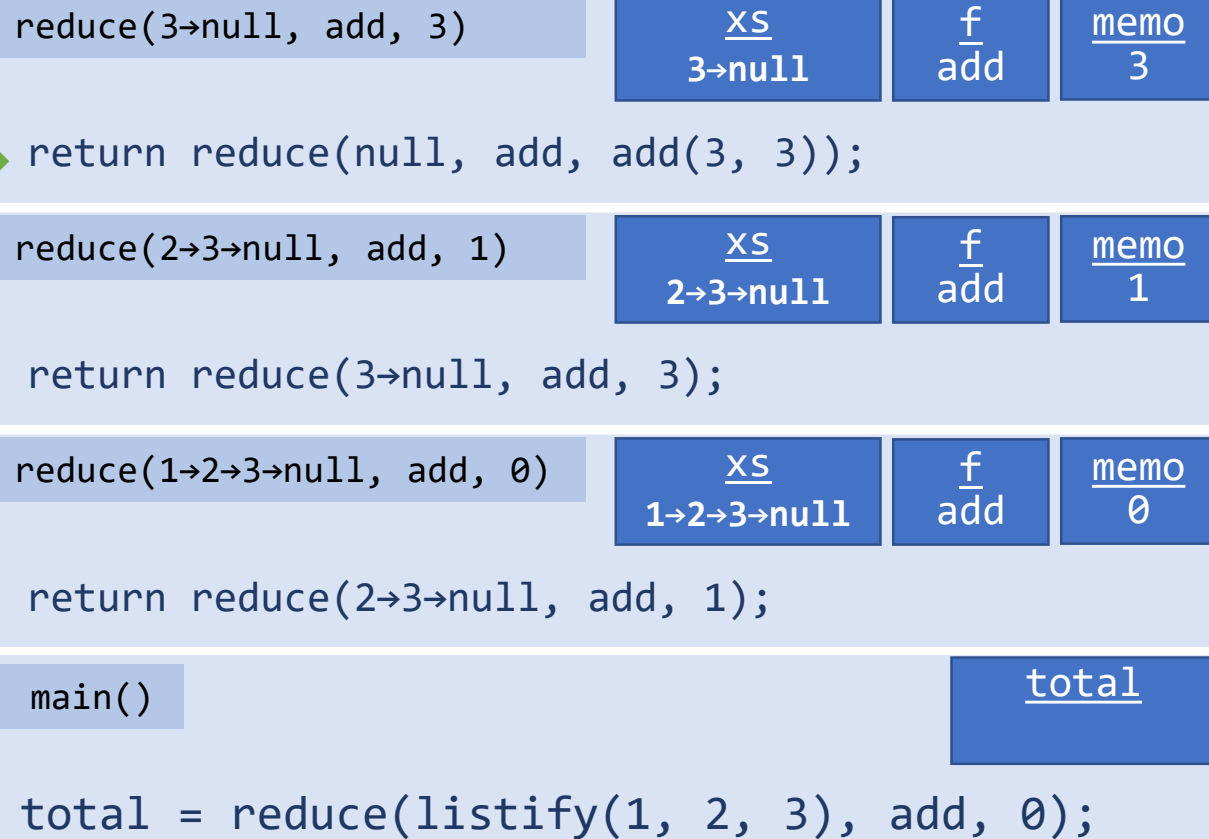 reduce(3→null, add, 3)
xs
3→null
f
add
memo
3
return reduce(null, add, add(3, 3));
reduce(2→3→null, add, 1)
xs
2→3→null
f
add
memo
1
return reduce(3→null, add, 3);
reduce(1→2→3→null, add, 0)
xs
1→2→3→null
f
add
memo
0
return reduce(2→3→null, add, 1);
main()
total
total = reduce(listify(1, 2, 3), add, 0);